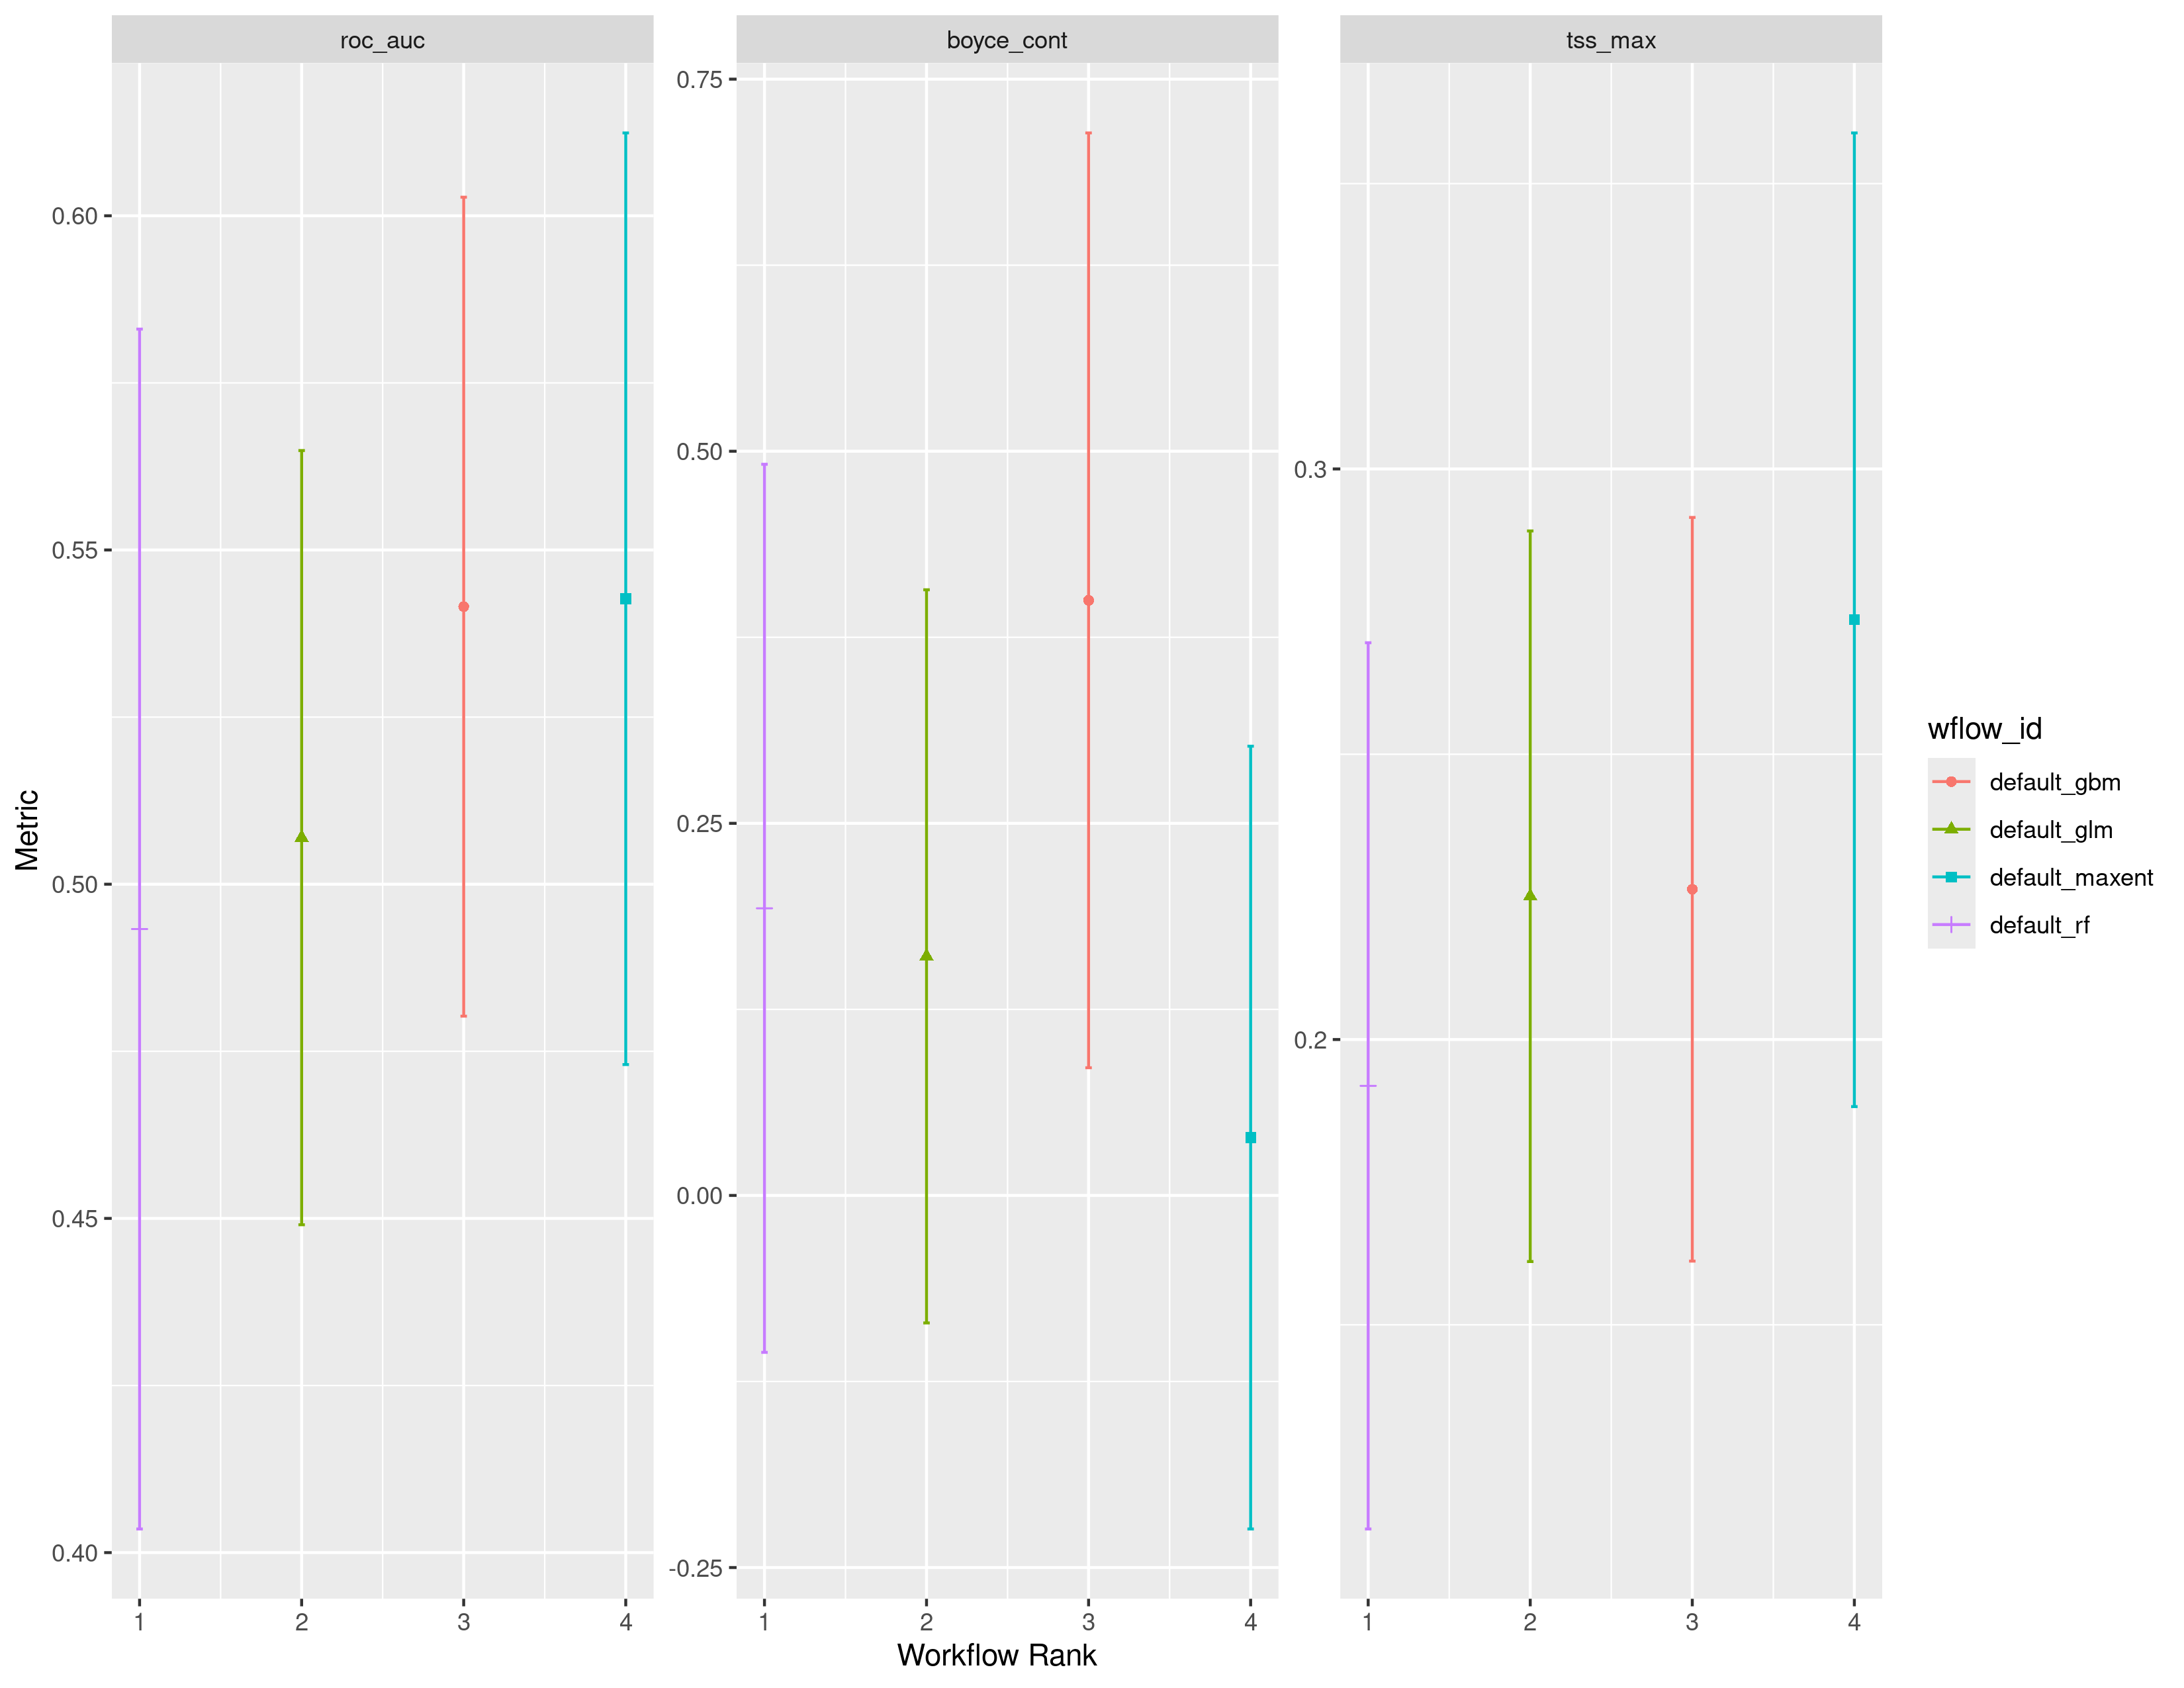 roc_auc
boyce_cont
tss_max
Metric
0.60
0.55
0.50
0.45
0.40
0.75
0.50
0.25
0.00
-0.25
0.3
0.2
1 2 3 4
1 2 3 4
1 2 3 4
Workflow Rank
wflow_id
default_gbm
default_glm
default_maxent
default_rf